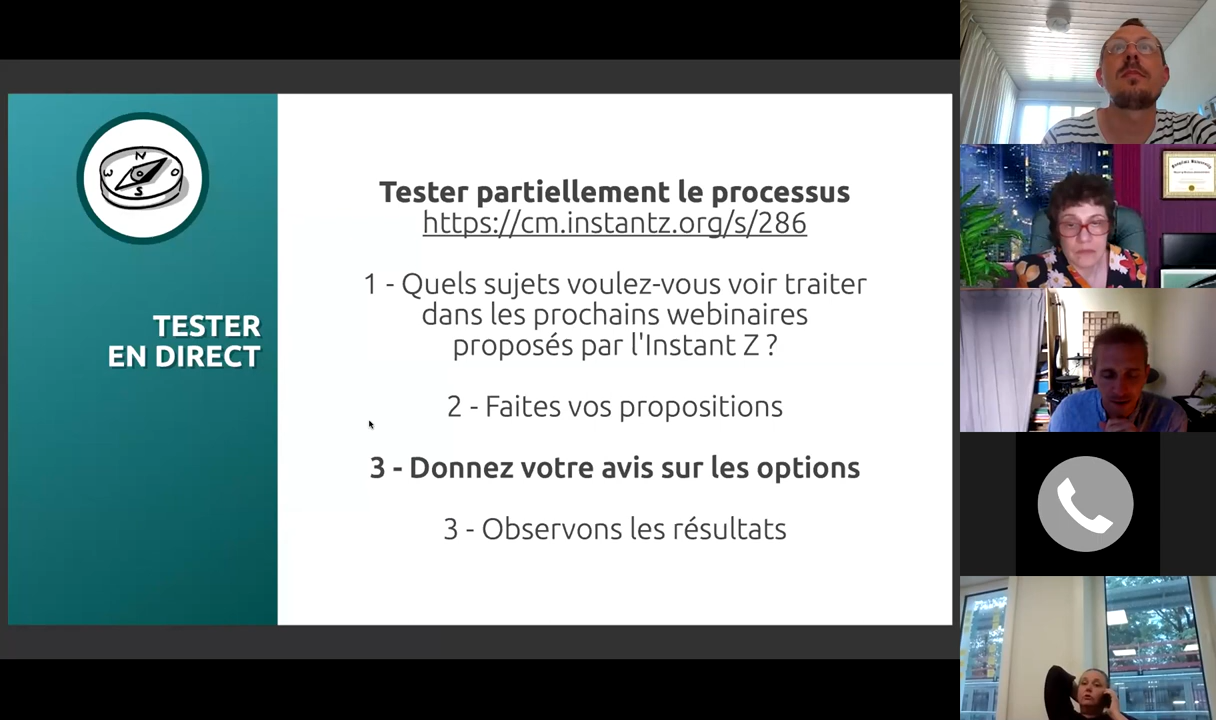 N
O
S
W
TESTER
EN DIRECT
Tester partiellement le processus
https://cm.instantz.org/s/286
1 - Quels sujets voulez-vous voir traiter
dans les prochains webinaires
proposés par l'Instant Z ?
2 - Faites vos propositions
3 - Donnez votre avis sur les options
3 - Observons les résultats